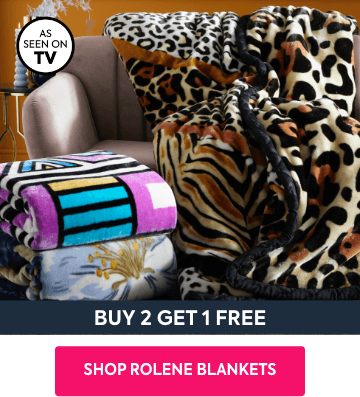 AS
SEEN ON
TV
BUY 2 GET 1 FREE
SHOP ROLENE BLANKETS